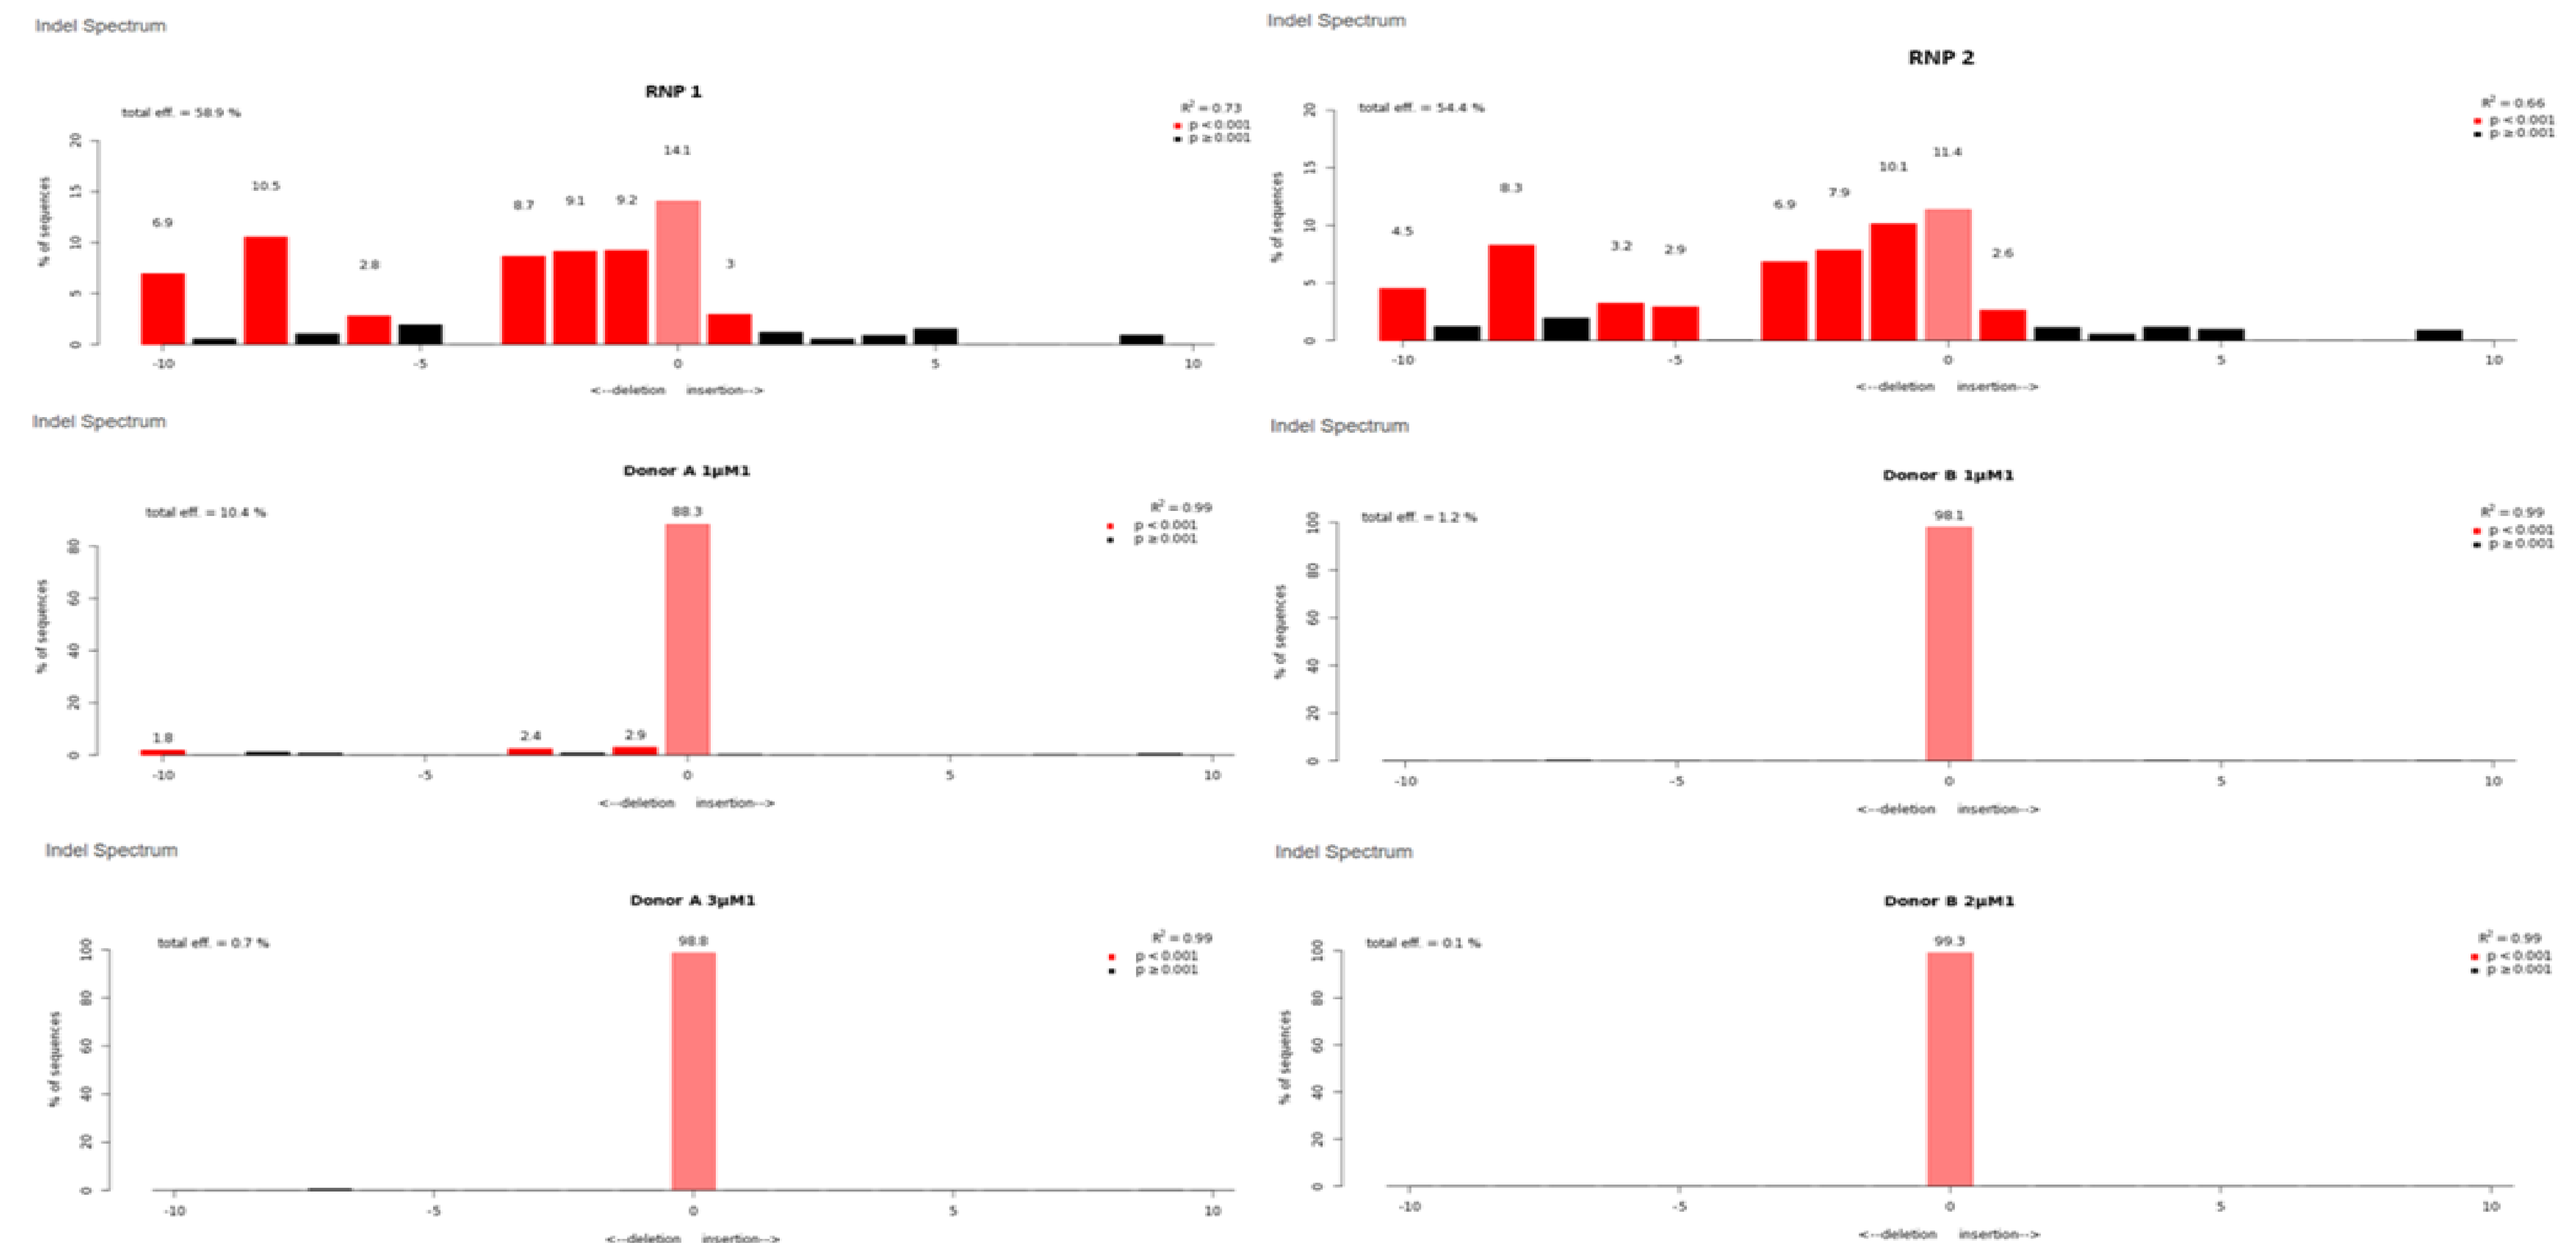 Indel Spectrum
RNP 1
total eff. = 58.9 %
R² = 0.73
p < 0.001
p ≥ 0.001
% of sequences
0 5 10 15 20
6.9 10.5 2.8 8.7 9.1 9.2 14.1 3
-10 -5 0 5 10
<--deletion insertion-->
Indel Spectrum
RNP 2
total eff. = 54.4 %
R² = 0.66
p < 0.001
p ≥ 0.001
% of sequences
0 5 10 15 20
4.5 8.3 3.2 2.9 6.9 7.9 10.1 11.4 2.6
-10 -5 0 5 10
<--deletion insertion-->
Indel Spectrum
Donor A 1µM1
total eff. = 10.4 %
R² = 0.99
p < 0.001
p ≥ 0.001
% of sequences
0 20 40 60 80
1.8 2.4 2.9 88.3
-10 -5 0 5 10
<--deletion insertion-->
Indel Spectrum
Donor B 1µM1
total eff. = 1.2 %
R² = 0.99
p < 0.001
p ≥ 0.001
% of sequences
0 20 40 60 80 100
98.1
-10 -5 0 5 10
<--deletion insertion-->
Indel Spectrum
Donor A 3µM1
total eff. = 0.7 %
R² = 0.99
p < 0.001
p ≥ 0.001
% of sequences
0 20 40 60 80 100
98.8
-10 -5 0 5 10
<--deletion insertion-->
Indel Spectrum
Donor B 2µM1
total eff. = 0.1 %
R² = 0.99
p < 0.001
p ≥ 0.001
% of sequences
0 20 40 60 80 100
99.3
-10 -5 0 5 10
<--deletion insertion-->